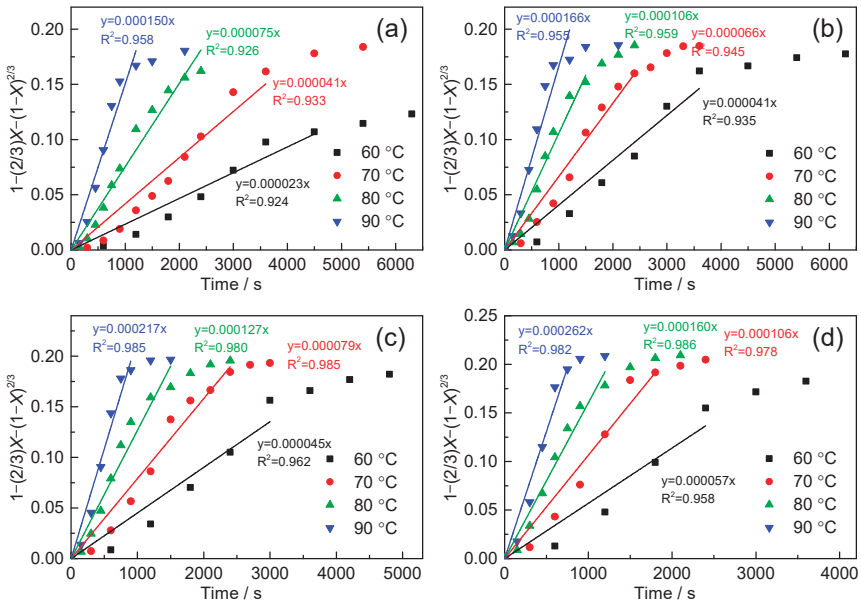 (a)
y=0.000150x
R²=0.958
y=0.000075x
R²=0.926
y=0.000041x
R²=0.933
y=0.000023x
R²=0.924
60 °C
70 °C
80 °C
90 °C
0.20
0.15
0.10
0.05
0.00
1−(2/3)X−(1−X)^2/3
0 1000 2000 3000 4000 5000 6000
Time / s
(b)
y=0.000166x
R²=0.955
y=0.000106x
R²=0.959
y=0.000066x
R²=0.945
y=0.000041x
R²=0.935
60 °C
70 °C
80 °C
90 °C
0.20
0.15
0.10
0.05
0.00
1−(2/3)X−(1−X)^2/3
0 1000 2000 3000 4000 5000 6000
Time / s
(c)
y=0.000217x
R²=0.985
y=0.000127x
R²=0.980
y=0.000079x
R²=0.985
y=0.000045x
R²=0.962
60 °C
70 °C
80 °C
90 °C
0.20
0.15
0.10
0.05
0.00
1−(2/3)X−(1−X)^2/3
0 1000 2000 3000 4000 5000
Time / s
(d)
y=0.000262x
R²=0.982
y=0.000160x
R²=0.986
y=0.000106x
R²=0.978
y=0.000057x
R²=0.958
60 °C
70 °C
80 °C
90 °C
0.25
0.20
0.15
0.10
0.05
0.00
1−(2/3)X−(1−X)^2/3
0 1000 2000 3000 4000
Time / s